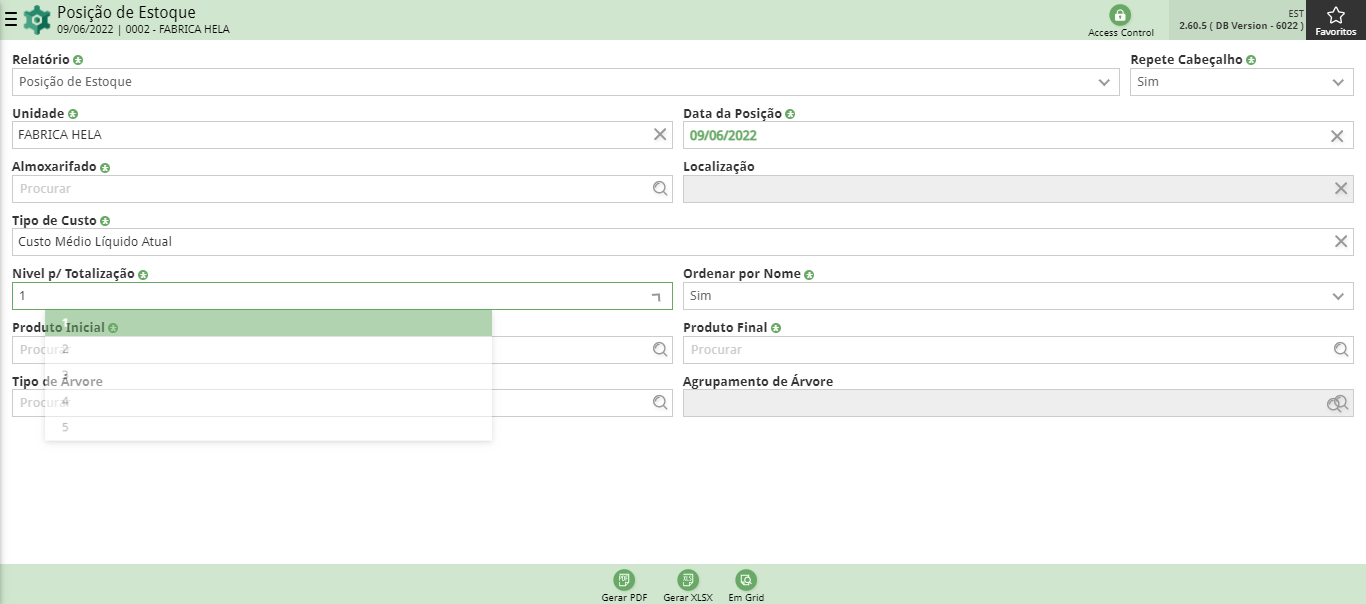 Posição de Estoque
09/06/2022 | 0002 - FABRICA HELA
Access Control
EST
2.60.5 ( DB Version - 6022 )
Favoritos
Relatório
Repete Cabeçalho
Posição de Estoque
Sim
Unidade
Data da Posição
FABRICA HELA
09/06/2022
Almoxarifado
Localização
Procurar
Tipo de Custo
Custo Médio Líquido Atual
Nivel p/ Totalização
Ordenar por Nome
1
Sim
1
Produto Inicial
Produto Final
Procurar
2
Procurar
3
Tipo de Árvore
Agrupamento de Árvore
Procurar
4
5
Gerar PDF
Gerar XLSX
Em Grid